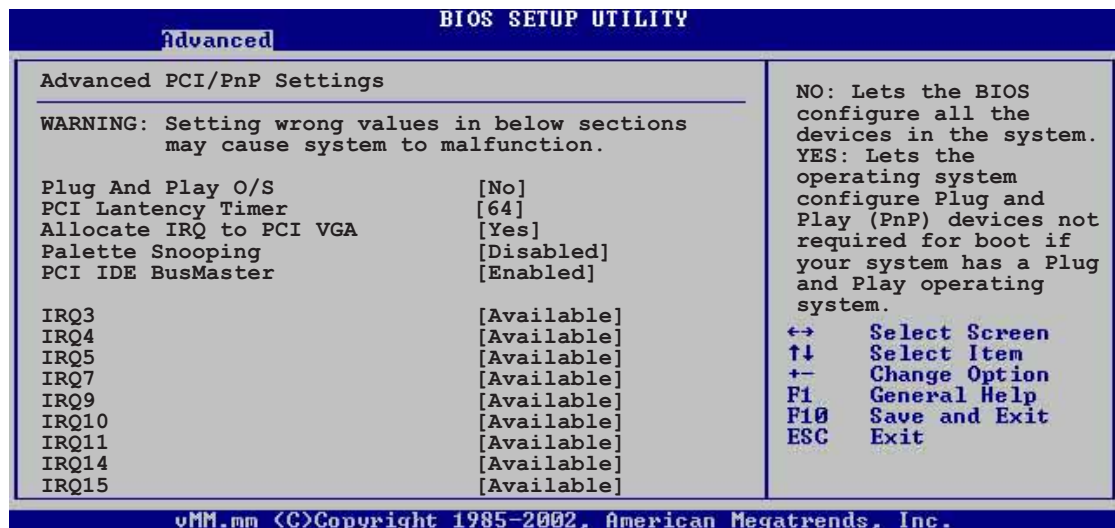 BIOS SETUP UTILITY
Advanced
Advanced PCI/PnP Settings
WARNING: Setting wrong values in below sections
may cause system to malfunction.
Plug And Play O/S [No]
PCI Lantency Timer [64]
Allocate IRQ to PCI VGA [Yes]
Palette Snooping [Disabled]
PCI IDE BusMaster [Enabled]
IRQ3 [Available]
IRQ4 [Available]
IRQ5 [Available]
IRQ7 [Available]
IRQ9 [Available]
IRQ10 [Available]
IRQ11 [Available]
IRQ14 [Available]
IRQ15 [Available]
NO: Lets the BIOS
configure all the
devices in the system.
YES: Lets the
operating system
configure Plug and
Play (PnP) devices not
required for boot if
your system has a Plug
and Play operating
system.
←→ Select Screen
↑↓ Select Item
+- Change Option
F1 General Help
F10 Save and Exit
ESC Exit
vMM.mm (C)Copyright 1985-2002, American Megatrends, Inc.